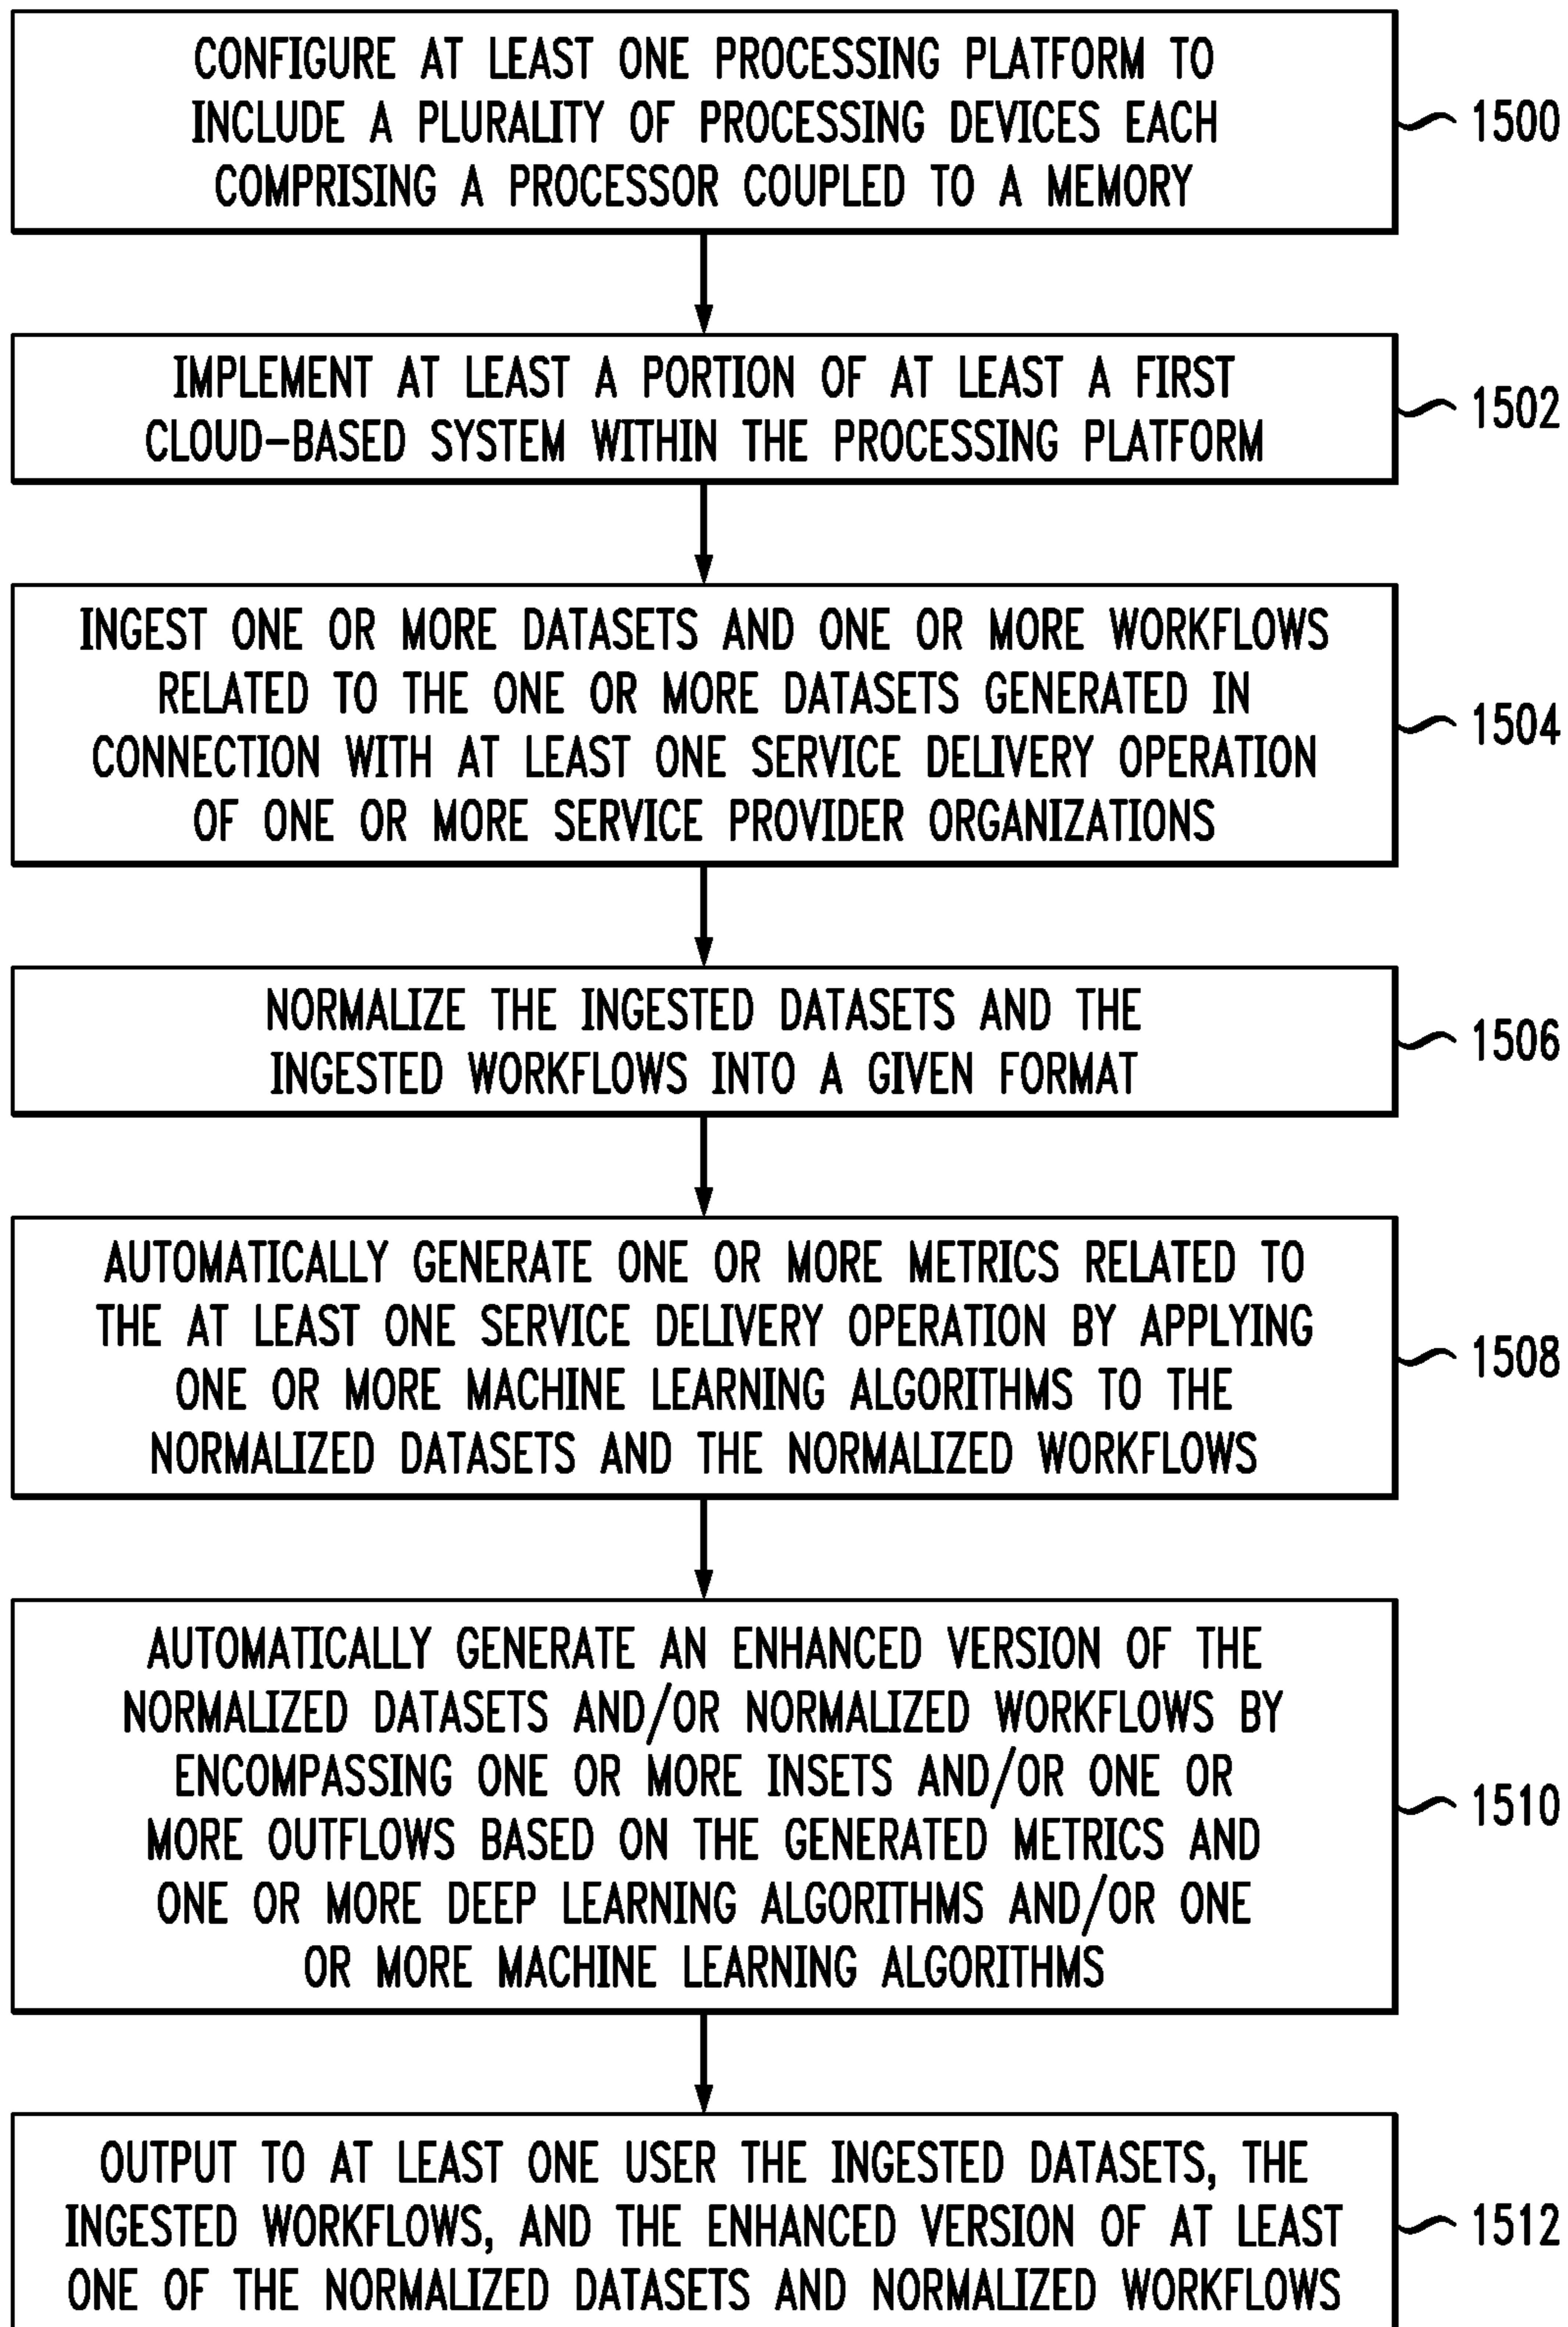 CONFIGURE AT LEAST ONE PROCESSING PLATFORM TO
INCLUDE A PLURALITY OF PROCESSING DEVICES EACH
COMPRISING A PROCESSOR COUPLED TO A MEMORY
1500
IMPLEMENT AT LEAST A PORTION OF AT LEAST A FIRST
CLOUD-BASED SYSTEM WITHIN THE PROCESSING PLATFORM
1502
INGEST ONE OR MORE DATASETS AND ONE OR MORE WORKFLOWS
RELATED TO THE ONE OR MORE DATASETS GENERATED IN
CONNECTION WITH AT LEAST ONE SERVICE DELIVERY OPERATION
OF ONE OR MORE SERVICE PROVIDER ORGANIZATIONS
1504
NORMALIZE THE INGESTED DATASETS AND THE
INGESTED WORKFLOWS INTO A GIVEN FORMAT
1506
AUTOMATICALLY GENERATE ONE OR MORE METRICS RELATED TO
THE AT LEAST ONE SERVICE DELIVERY OPERATION BY APPLYING
ONE OR MORE MACHINE LEARNING ALGORITHMS TO THE
NORMALIZED DATASETS AND THE NORMALIZED WORKFLOWS
1508
AUTOMATICALLY GENERATE AN ENHANCED VERSION OF THE
NORMALIZED DATASETS AND/OR NORMALIZED WORKFLOWS BY
ENCOMPASSING ONE OR MORE INSETS AND/OR ONE OR
MORE OUTFLOWS BASED ON THE GENERATED METRICS AND
ONE OR MORE DEEP LEARNING ALGORITHMS AND/OR ONE
OR MORE MACHINE LEARNING ALGORITHMS
1510
OUTPUT TO AT LEAST ONE USER THE INGESTED DATASETS, THE
INGESTED WORKFLOWS, AND THE ENHANCED VERSION OF AT LEAST
ONE OF THE NORMALIZED DATASETS AND NORMALIZED WORKFLOWS
1512